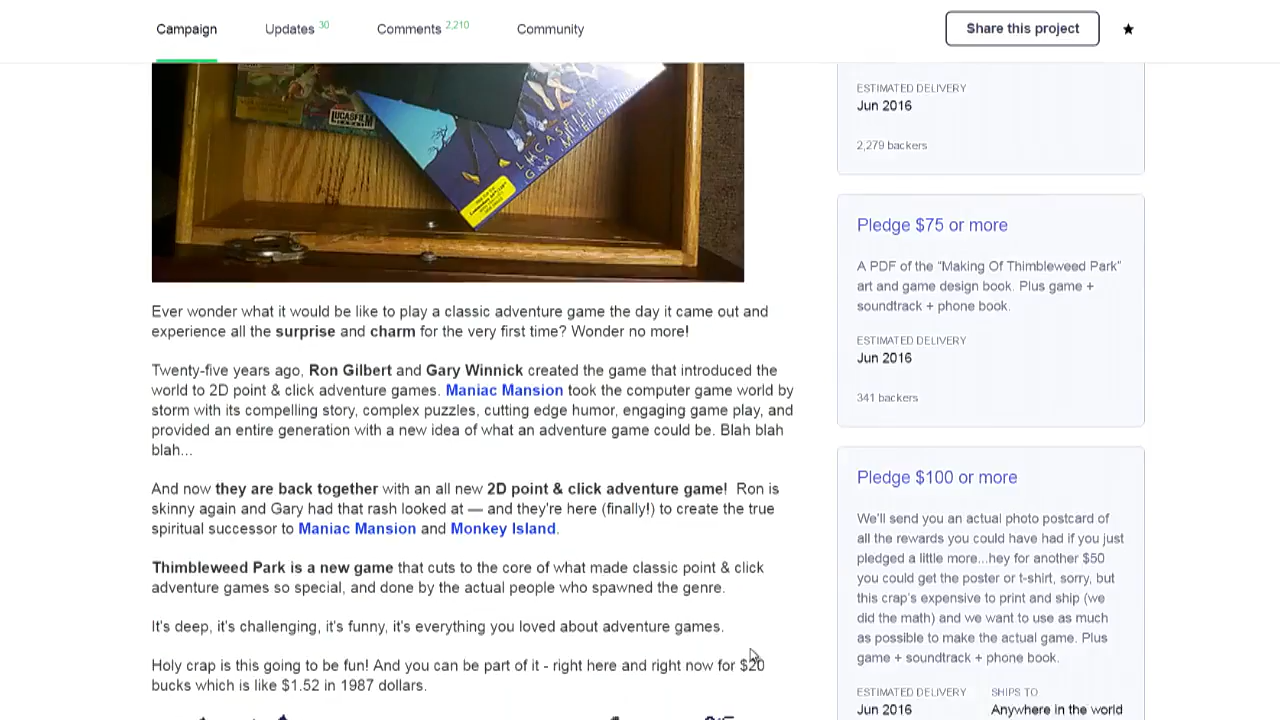 Campaign
Updates 30
Comments 2,210
Community
Share this project
LUCASFILM
LUCASFILM
Ever wonder what it would be like to play a classic adventure game the day it came out and
experience all the surprise and charm for the very first time? Wonder no more!
Twenty-five years ago, Ron Gilbert and Gary Winnick created the game that introduced the
world to 2D point & click adventure games. Maniac Mansion took the computer game world by
storm with its compelling story, complex puzzles, cutting edge humor, engaging game play, and
provided an entire generation with a new idea of what an adventure game could be. Blah blah
blah...
And now they are back together with an all new 2D point & click adventure game! Ron is
skinny again and Gary had that rash looked at — and they're here (finally!) to create the true
spiritual successor to Maniac Mansion and Monkey Island.
Thimbleweed Park is a new game that cuts to the core of what made classic point & click
adventure games so special, and done by the actual people who spawned the genre.
It's deep, it's challenging, it's funny, it's everything you loved about adventure games.
Holy crap is this going to be fun! And you can be part of it - right here and right now for $20
bucks which is like $1.52 in 1987 dollars.
ESTIMATED DELIVERY
Jun 2016
2,279 backers
Pledge $75 or more
A PDF of the "Making Of Thimbleweed Park"
art and game design book. Plus game +
soundtrack + phone book.
ESTIMATED DELIVERY
Jun 2016
341 backers
Pledge $100 or more
We'll send you an actual photo postcard of
all the rewards you could have had if you just
pledged a little more...hey for another $50
you could get the poster or t-shirt, sorry, but
this crap's expensive to print and ship (we
did the math) and we want to use as much
as possible to make the actual game. Plus
game + soundtrack + phone book.
ESTIMATED DELIVERY
Jun 2016
SHIPS TO
Anywhere in the world